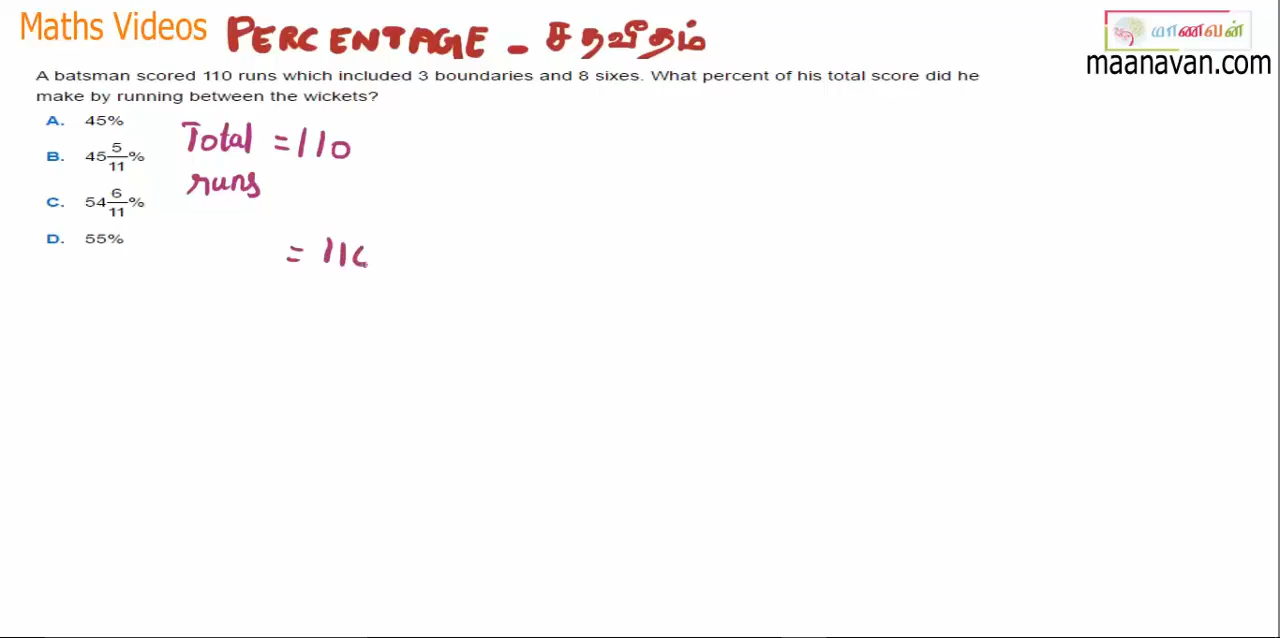 Maths Videos PERCENTAGE - சதவீதம்
மாணவன்
maanavan.com
A batsman scored 110 runs which included 3 boundaries and 8 sixes. What percent of his total score did he
make by running between the wickets?
A. 45%
B. 45 5/11 %
C. 54 6/11 %
D. 55%
Total = 110
runs
= 110